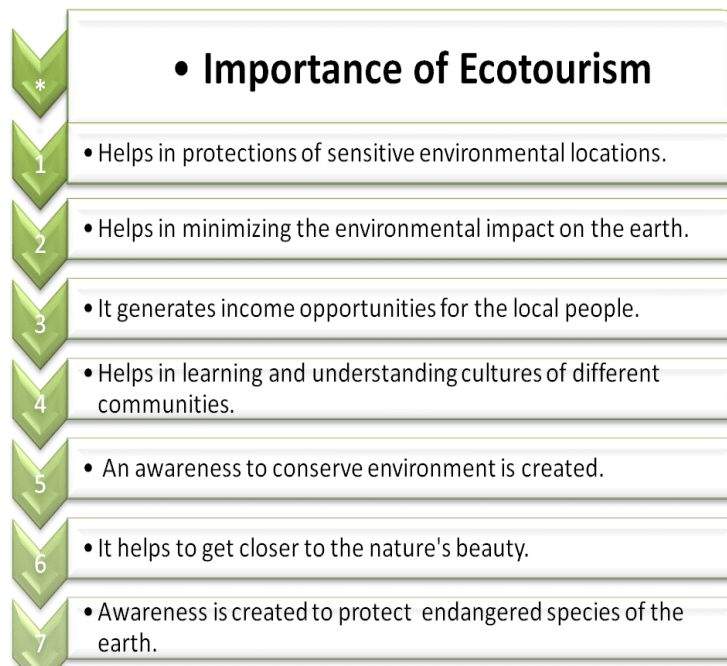 *
• Importance of Ecotourism
1
• Helps in protections of sensitive environmental locations.
2
• Helps in minimizing the environmental impact on the earth.
3
• It generates income opportunities for the local people.
4
• Helps in learning and understanding cultures of different
communities.
5
• An awareness to conserve environment is created.
6
• It helps to get closer to the nature's beauty.
7
• Awareness is created to protect endangered species of the
earth.